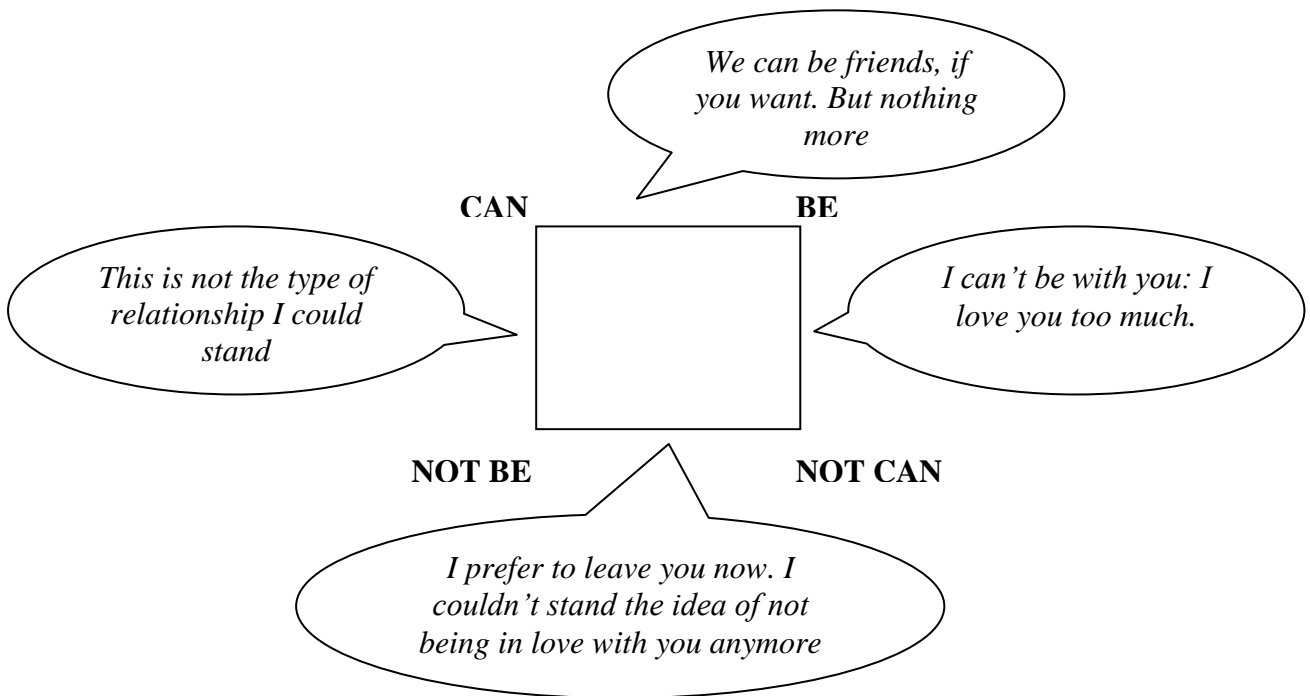 We can be friends, if
you want. But nothing
more
CAN
BE
This is not the type of
relationship I could
stand
I can’t be with you: I
love you too much.
NOT BE
NOT CAN
I prefer to leave you now. I
couldn’t stand the idea of not
being in love with you anymore